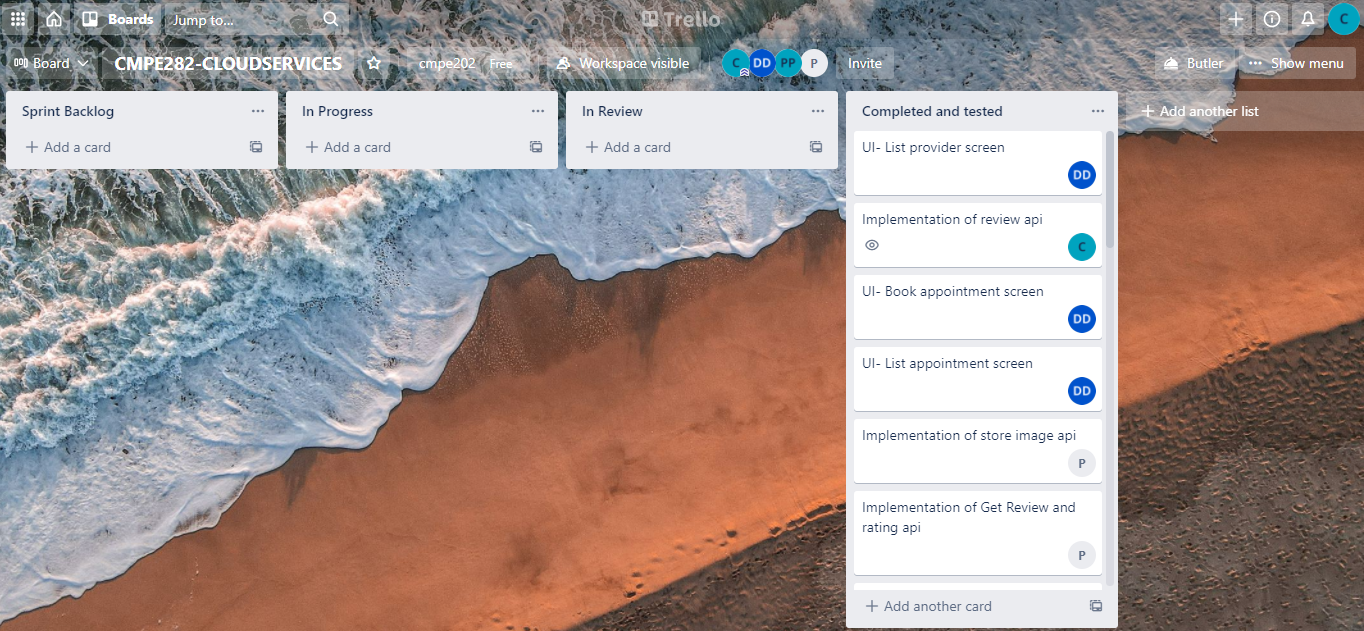 Boards
Jump to...
Trello
C
Board
CMPE282-CLOUDSERVICES
cmpe202
Free
Workspace visible
C
DD
PP
P
Invite
Butler
Show menu
Sprint Backlog
+ Add a card
In Progress
+ Add a card
In Review
+ Add a card
Completed and tested
UI- List provider screen
DD
Implementation of review api
C
UI- Book appointment screen
DD
UI- List appointment screen
DD
Implementation of store image api
P
Implementation of Get Review and
rating api
P
+ Add another card
+ Add another list